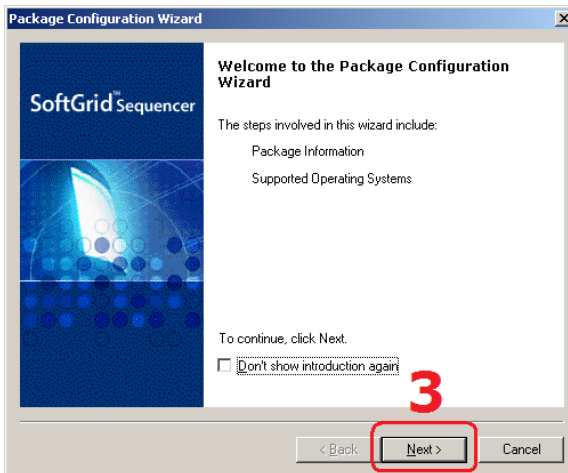 Package Configuration Wizard
SoftGrid™ Sequencer
Welcome to the Package Configuration
Wizard
The steps involved in this wizard include:
Package Information
Supported Operating Systems
To continue, click Next.
Don't show introduction again
3
< Back
Next >
Cancel